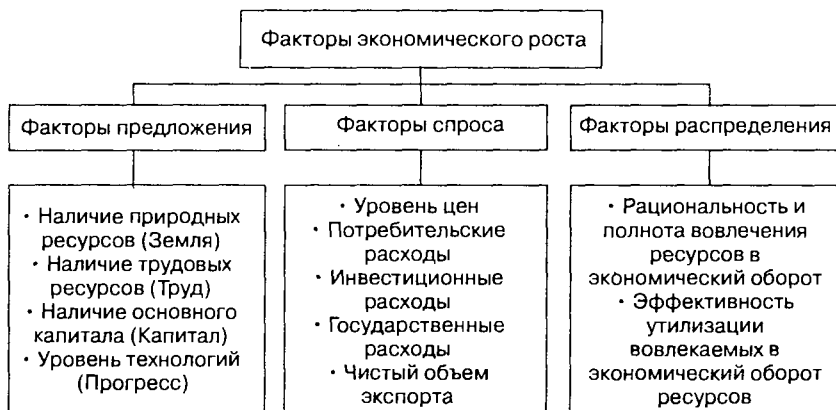 Факторы экономического роста
Факторы предложения
Факторы спроса
Факторы распределения
· Наличие природных
ресурсов (Земля)
· Наличие трудовых
ресурсов (Труд)
· Наличие основного
капитала (Капитал)
· Уровень технологий
(Прогресс)
· Уровень цен
· Потребительские
расходы
· Инвестиционные
расходы
· Государственные
расходы
· Чистый объем
экспорта
· Рациональность и
полнота вовлечения
ресурсов в
экономический оборот
· Эффективность
утилизации
вовлекаемых в
экономический оборот
ресурсов